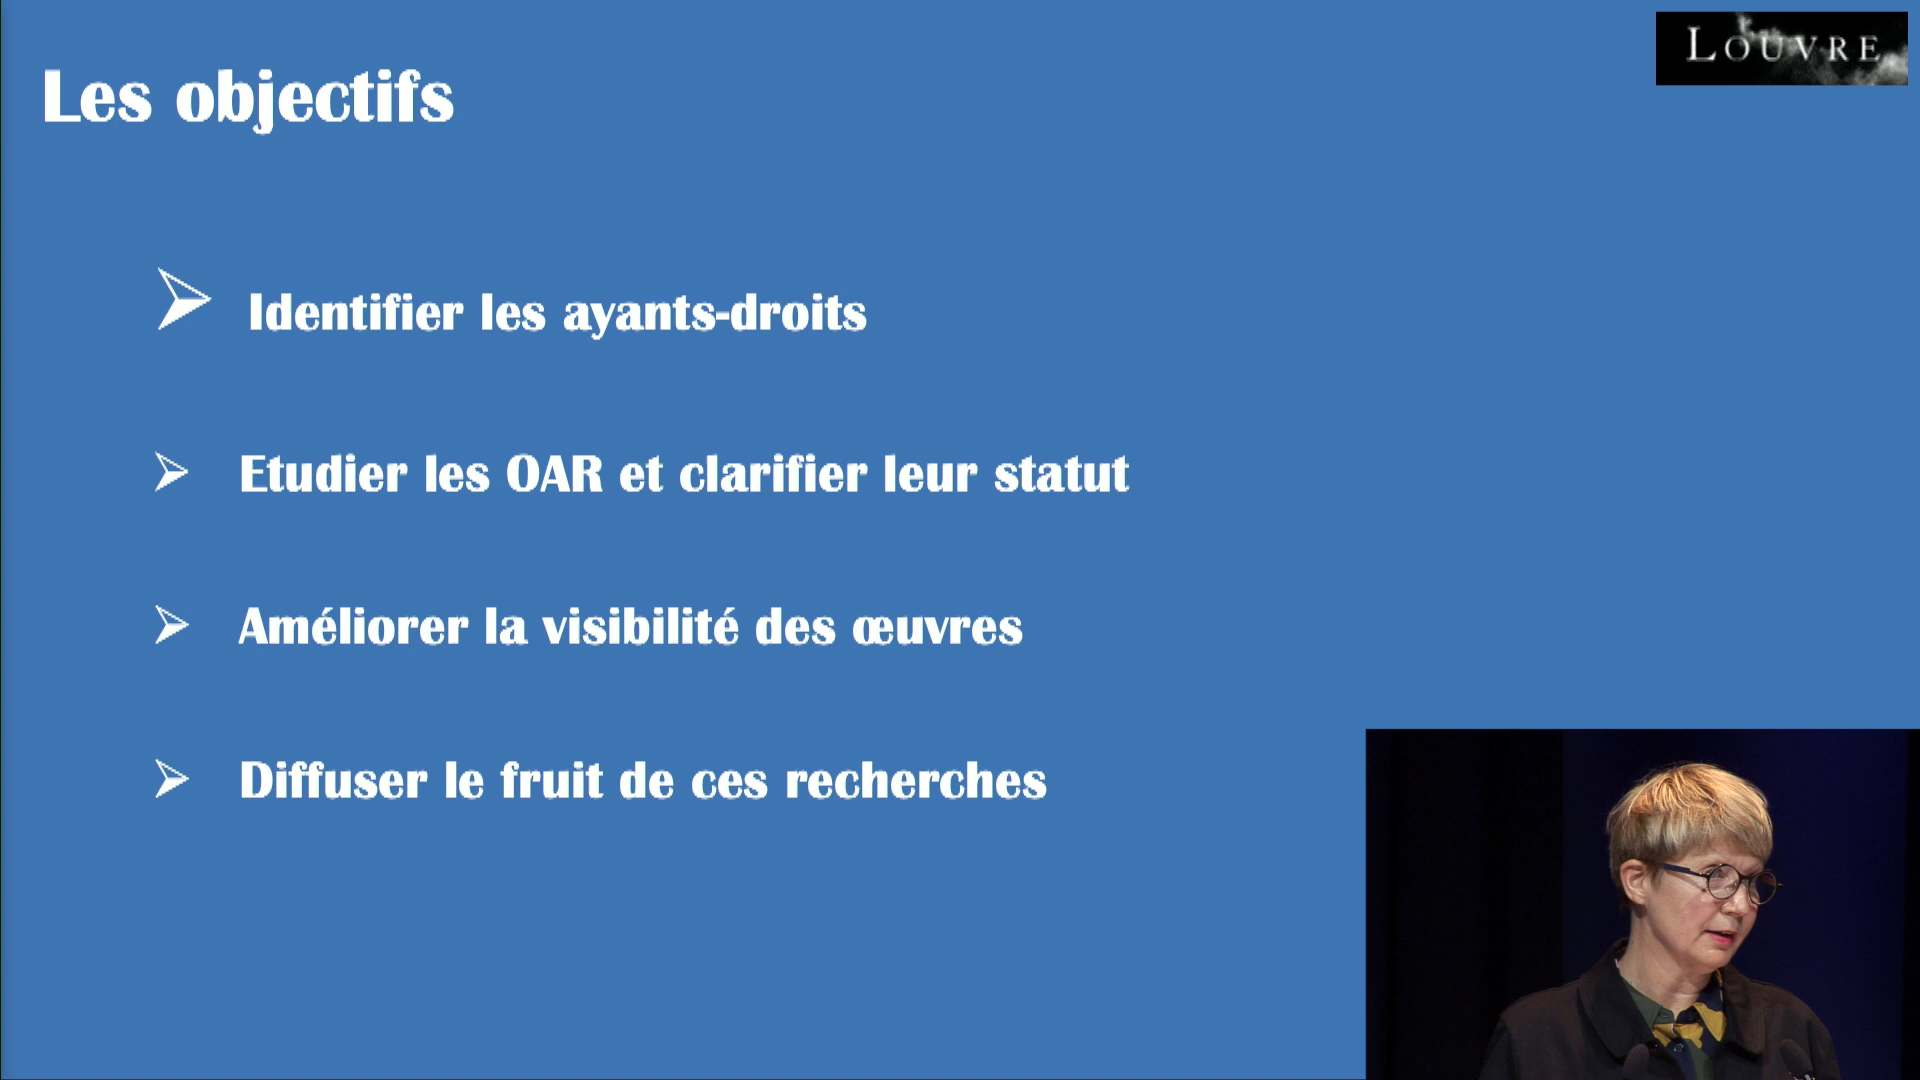 LOUVRE
Les objectifs
Identifier les ayants-droits
Etudier les OAR et clarifier leur statut
Améliorer la visibilité des œuvres
Diffuser le fruit de ces recherches